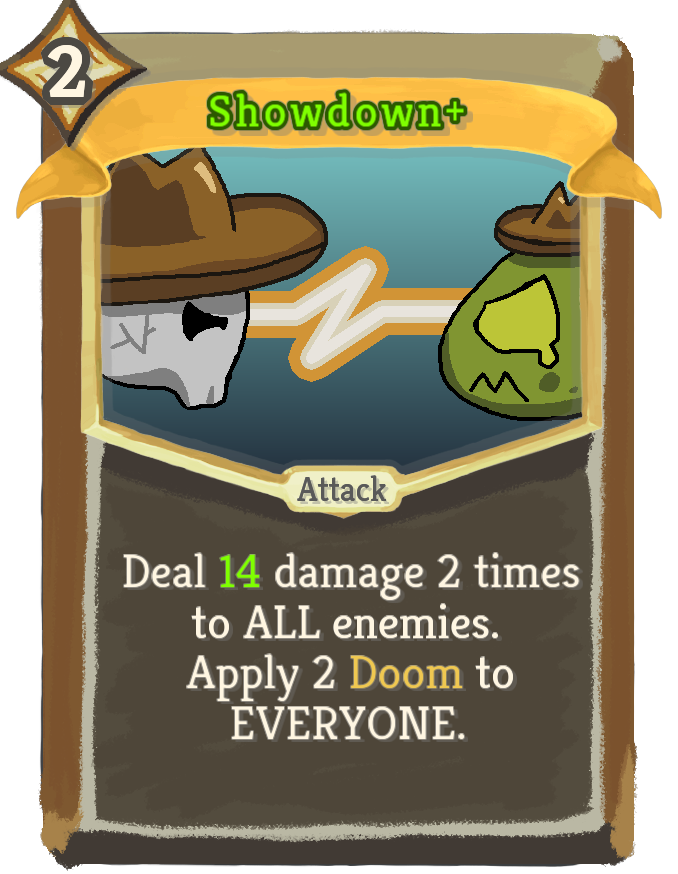 2
Showdown+
Attack
Deal 14 damage 2 times
to ALL enemies.
Apply 2 Doom to
EVERYONE.